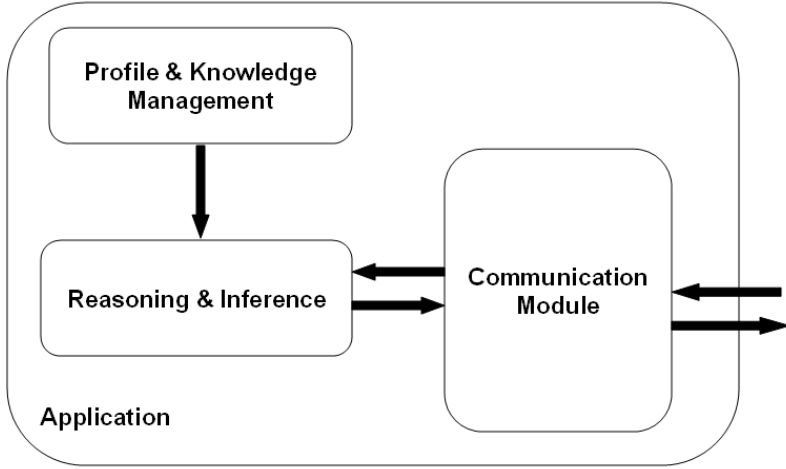 Profile & Knowledge
Management
Reasoning & Inference
Communication
Module
Application